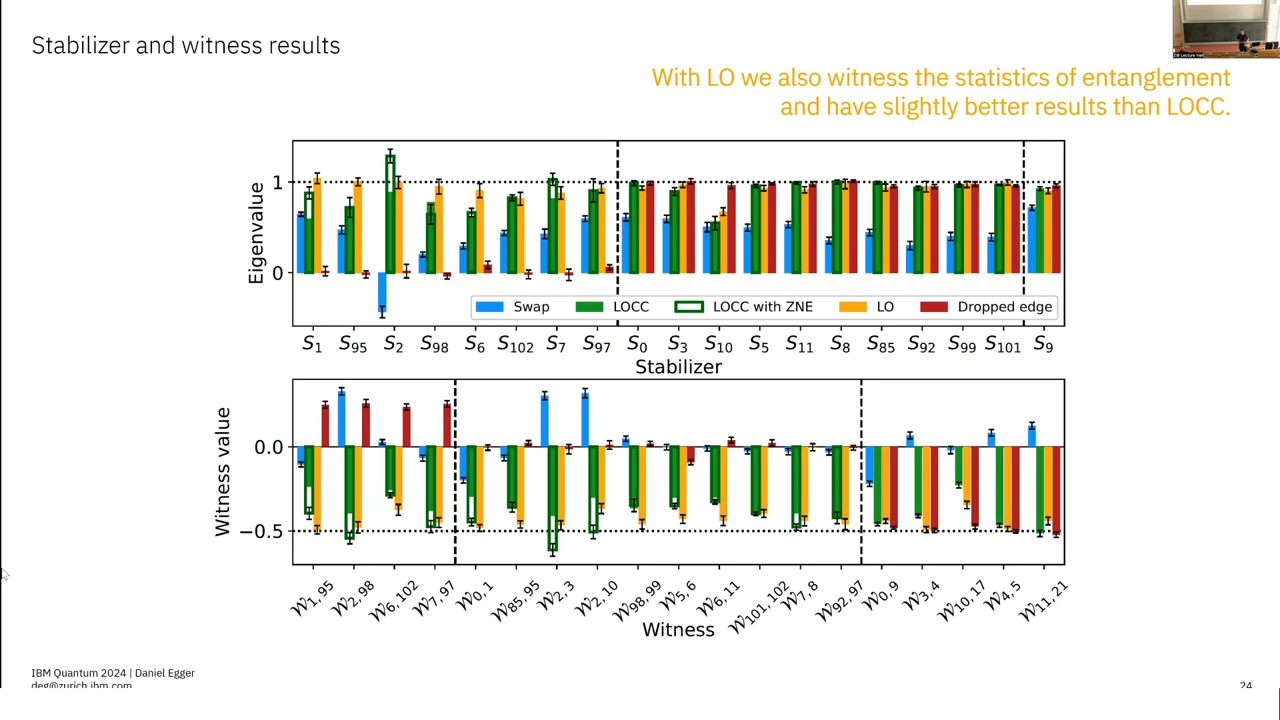 Stabilizer and witness results
With LO we also witness the statistics of entanglement
and have slightly better results than LOCC.
Eigenvalue
1
0
Swap LOCC LOCC with ZNE LO Dropped edge
S1 S95 S2 S98 S6 S102 S7 S97 S0 S3 S10 S5 S11 S8 S85 S92 S99 S101 S9
Stabilizer
Witness value
0.0
−0.5
𝒲1, 95 𝒲2, 98 𝒲6, 102 𝒲7, 97 𝒲0, 1 𝒲85, 95 𝒲2, 3 𝒲2, 10 𝒲98, 99 𝒲5, 6 𝒲6, 11 𝒲101, 102 𝒲7, 8 𝒲92, 97 𝒲0, 9 𝒲3, 4 𝒲10, 17 𝒲4, 5 𝒲11, 21
Witness
IBM Quantum 2024 | Daniel Egger
deg@zurich.ibm.com
24